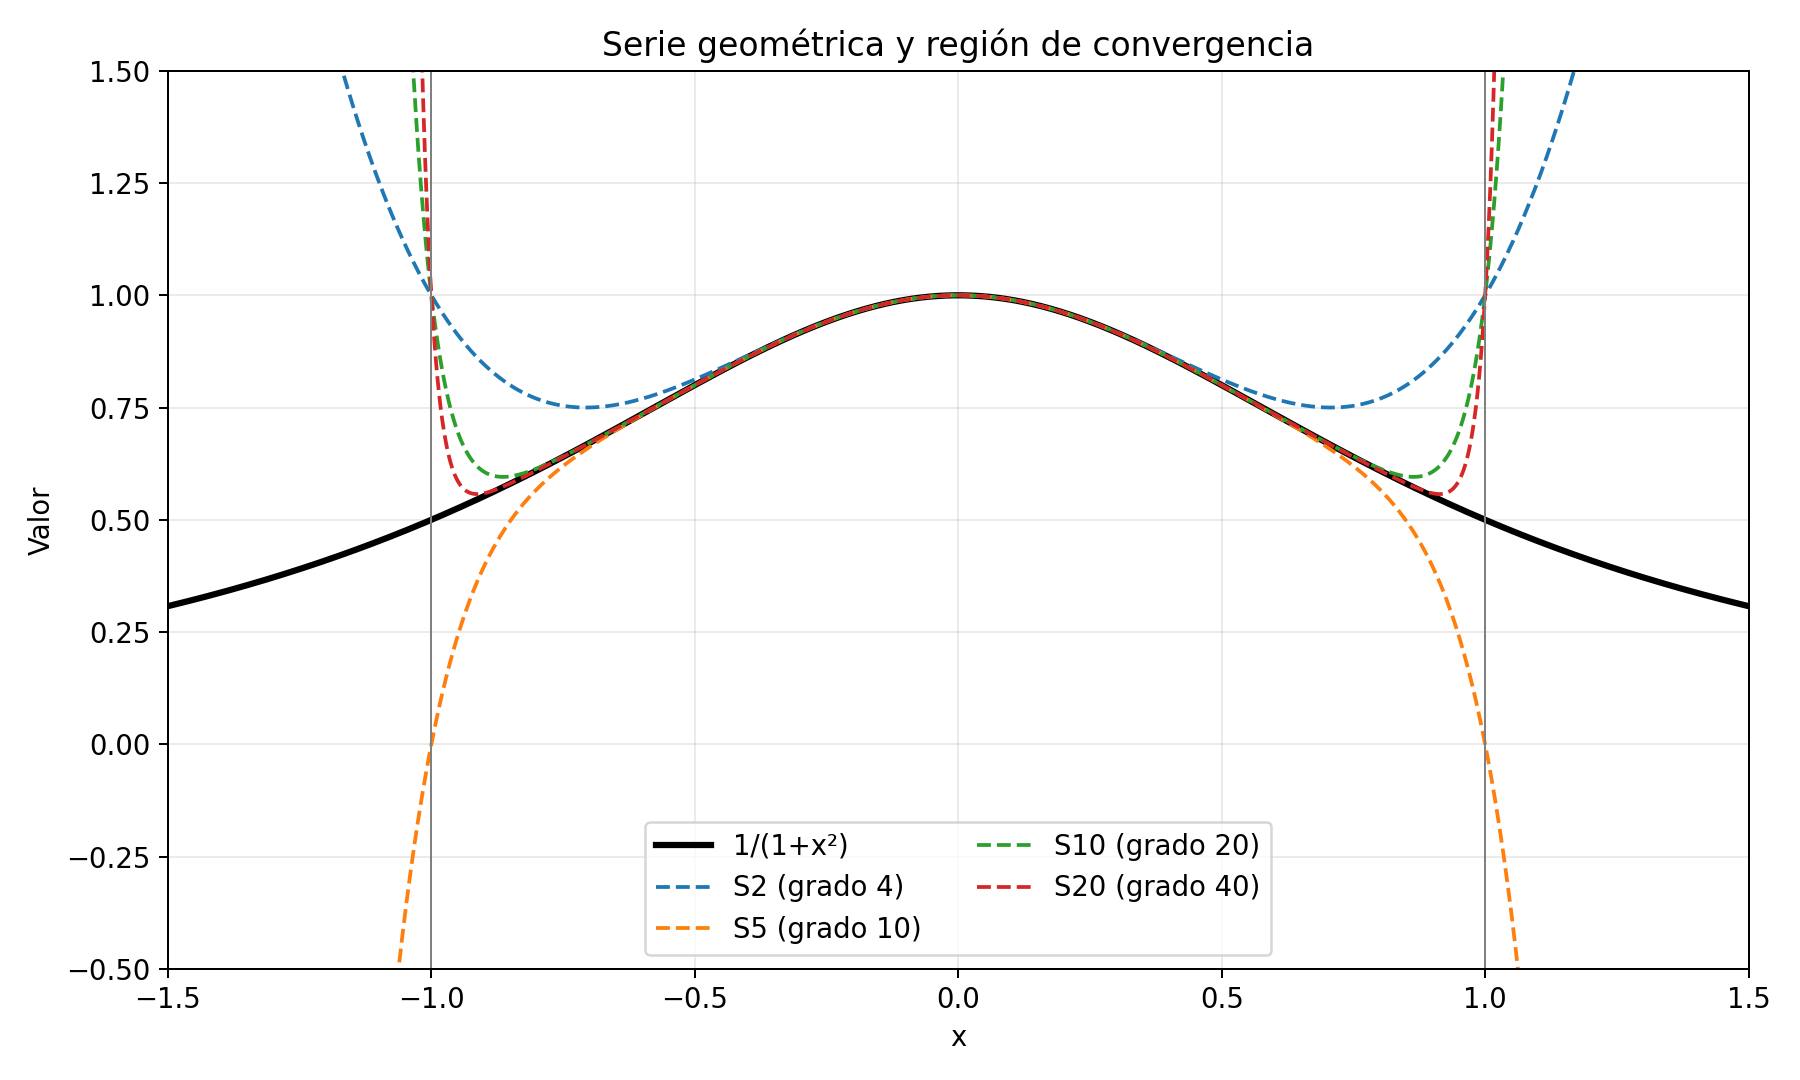 Serie geométrica y región de convergencia
Valor
1.50
1.25
1.00
0.75
0.50
0.25
0.00
−0.25
−0.50
1/(1+x²)
S2 (grado 4)
S5 (grado 10)
S10 (grado 20)
S20 (grado 40)
−1.5 −1.0 −0.5 0.0 0.5 1.0 1.5
x